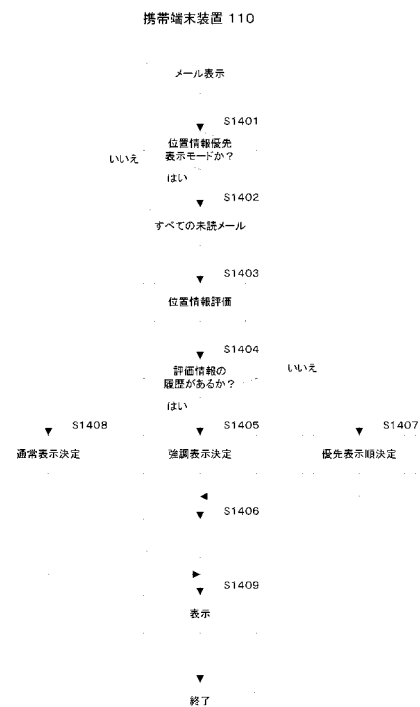 携帯端末装置 110
メール表示
S1401
位置情報優先
表示モードか？
いいえ
はい
S1402
すべての未読メール
S1403
位置情報評価
S1404
評価情報の
履歴があるか？
いいえ
はい
S1408
S1405
S1407
通常表示決定
強調表示決定
優先表示順決定
S1406
S1409
表示
終了